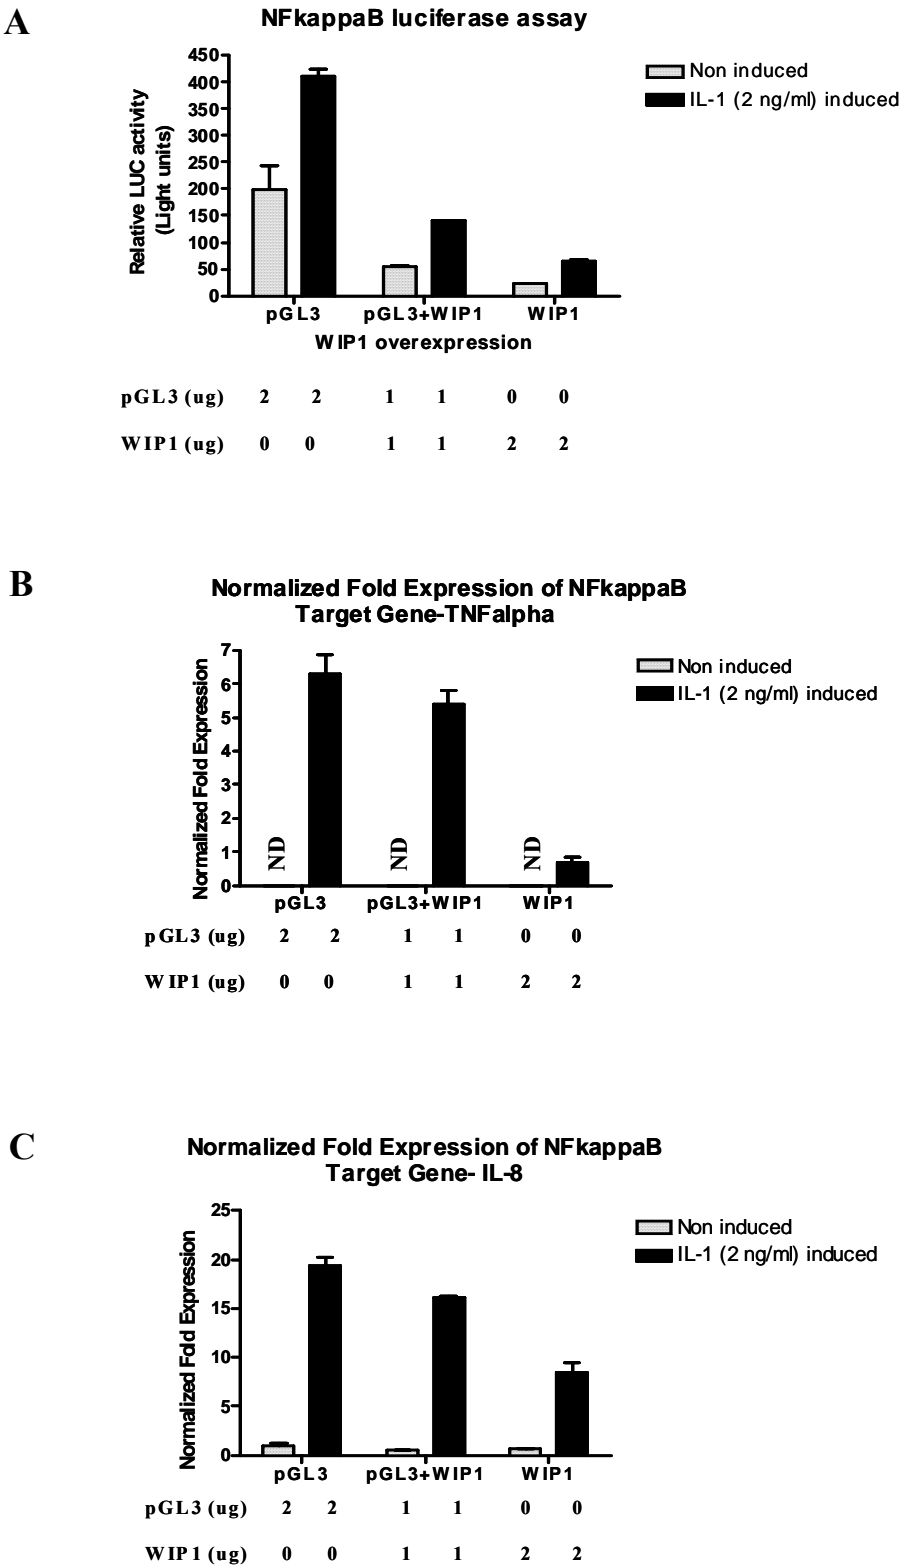 A
NFkappaB luciferase assay
Relative LUC activity
(Light units)
450
400
350
300
250
200
150
100
50
0
Non induced
IL-1 (2 ng/ml) induced
pGL3 pGL3+WIP1 WIP1
WIP1 overexpression
pGL3 (ug) 2 2 1 1 0 0
WIP1 (ug) 0 0 1 1 2 2
B
Normalized Fold Expression of NFkappaB
Target Gene-TNFalpha
Normalized Fold Expression
7
6
5
4
3
2
1
0
ND ND ND
Non induced
IL-1 (2 ng/ml) induced
pGL3 pGL3+WIP1 WIP1
pGL3 (ug) 2 2 1 1 0 0
WIP1 (ug) 0 0 1 1 2 2
C
Normalized Fold Expression of NFkappaB
Target Gene- IL-8
Normalized Fold Expression
25
20
15
10
5
0
Non induced
IL-1 (2 ng/ml) induced
pGL3 pGL3+WIP1 WIP1
pGL3 (ug) 2 2 1 1 0 0
WIP1 (ug) 0 0 1 1 2 2